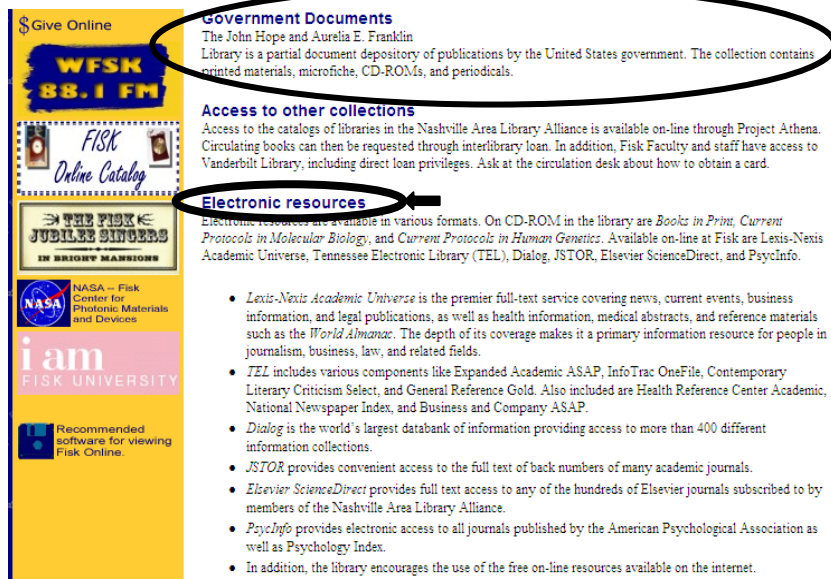 $ Give Online
WFSK
88.1 FM
FISK
Online Catalog
THE FISK
JUBILEE SINGERS
IN BRIGHT MANSIONS
NASA
NASA -- Fisk
Center for
Photonic Materials
and Devices
i am
FISK UNIVERSITY
Recommended
software for viewing
Fisk Online.
Government Documents
The John Hope and Aurelia E. Franklin
Library is a partial document depository of publications by the United States government. The collection contains
printed materials, microfiche, CD-ROMs, and periodicals.
Access to other collections
Access to the catalogs of libraries in the Nashville Area Library Alliance is available on-line through Project Athena.
Circulating books can then be requested through interlibrary loan. In addition, Fisk Faculty and staff have access to
Vanderbilt Library, including direct loan privileges. Ask at the circulation desk about how to obtain a card.
Electronic resources
Electronic resources are available in various formats. On CD-ROM in the library are Books in Print, Current
Protocols in Molecular Biology, and Current Protocols in Human Genetics. Available on-line at Fisk are Lexis-Nexis
Academic Universe, Tennessee Electronic Library (TEL), Dialog, JSTOR, Elsevier ScienceDirect, and PsycInfo.
• Lexis-Nexis Academic Universe is the premier full-text service covering news, current events, business
information, and legal publications, as well as health information, medical abstracts, and reference materials
such as the World Almanac. The depth of its coverage makes it a primary information resource for people in
journalism, business, law, and related fields.
• TEL includes various components like Expanded Academic ASAP, InfoTrac OneFile, Contemporary
Literary Criticism Select, and General Reference Gold. Also included are Health Reference Center Academic,
National Newspaper Index, and Business and Company ASAP.
• Dialog is the world's largest databank of information providing access to more than 400 different
information collections.
• JSTOR provides convenient access to the full text of back numbers of many academic journals.
• Elsevier ScienceDirect provides full text access to any of the hundreds of Elsevier journals subscribed to by
members of the Nashville Area Library Alliance.
• PsycInfo provides electronic access to all journals published by the American Psychological Association as
well as Psychology Index.
• In addition, the library encourages the use of the free on-line resources available on the internet.